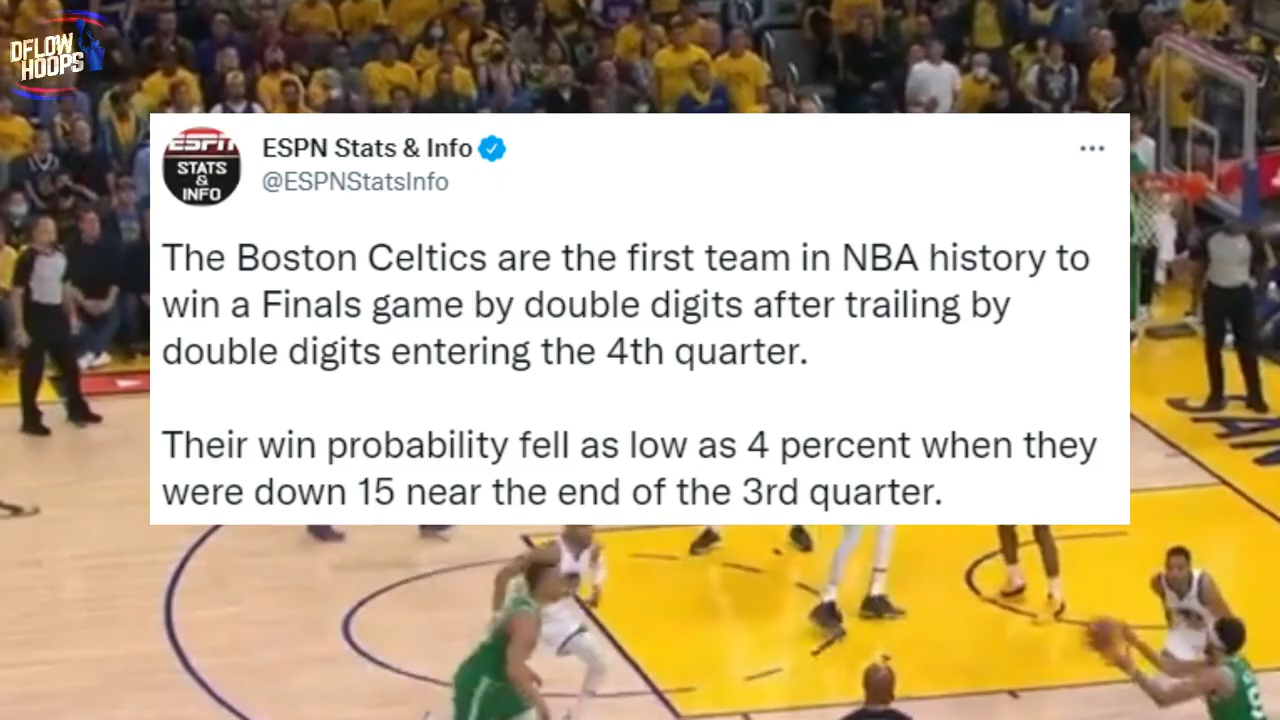 DFLOW
HOOPS
ESPN
STATS
&
INFO
ESPN Stats & Info
@ESPNStatsInfo
The Boston Celtics are the first team in NBA history to
win a Finals game by double digits after trailing by
double digits entering the 4th quarter.
Their win probability fell as low as 4 percent when they
were down 15 near the end of the 3rd quarter.